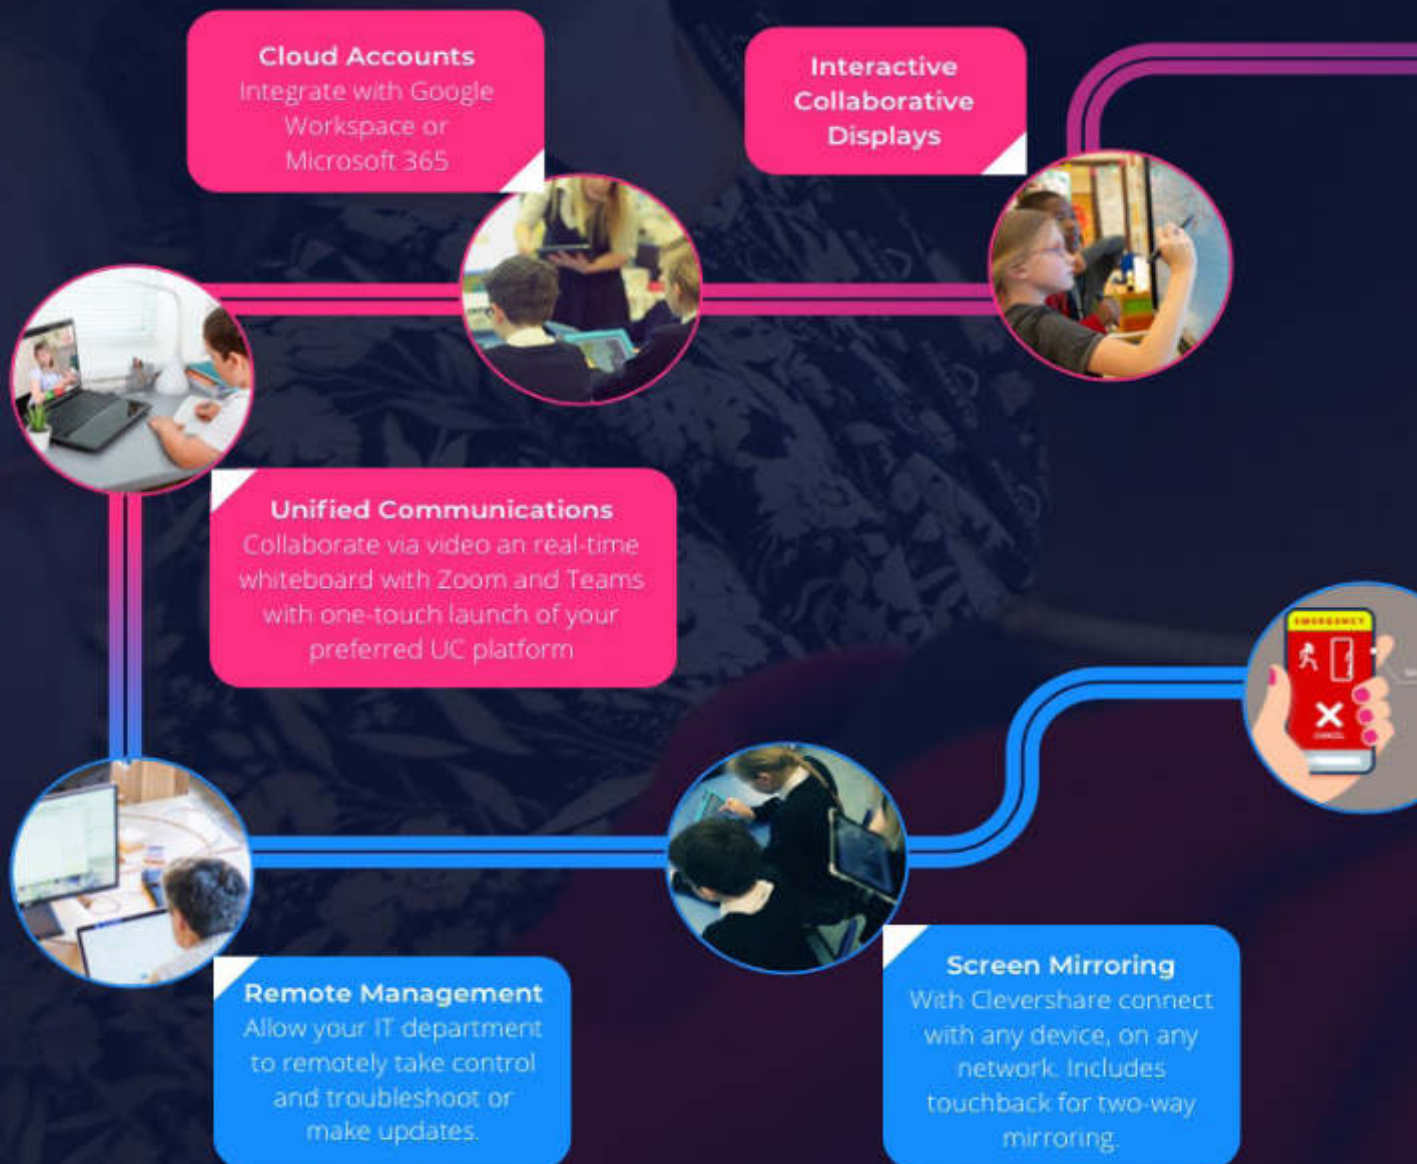 Cloud Accounts
Integrate with Google
Workspace or
Microsoft 365
Interactive
Collaborative
Displays
Unified Communications
Collaborate via video an real-time
whiteboard with Zoom and Teams
with one-touch launch of your
preferred UC platform
EMERGENCY
CANCEL
Remote Management
Allow your IT department
to remotely take control
and troubleshoot or
make updates.
Screen Mirroring
With Clevershare connect
with any device, on any
network. Includes
touchback for two-way
mirroring.